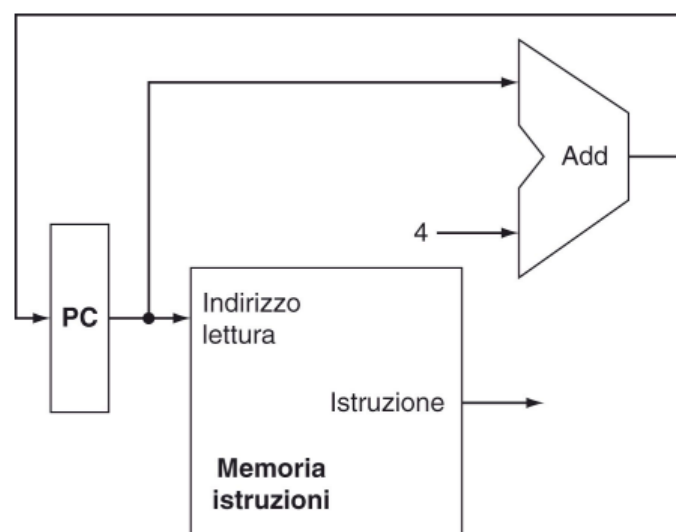 Add
4
PC
Indirizzo
lettura
Istruzione
Memoria
istruzioni